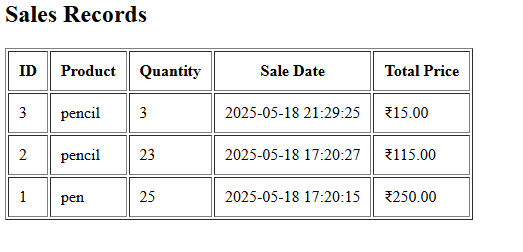 Sales Records
ID Product Quantity Sale Date Total Price
3 pencil 3 2025-05-18 21:29:25 ₹15.00
2 pencil 23 2025-05-18 17:20:27 ₹115.00
1 pen 25 2025-05-18 17:20:15 ₹250.00